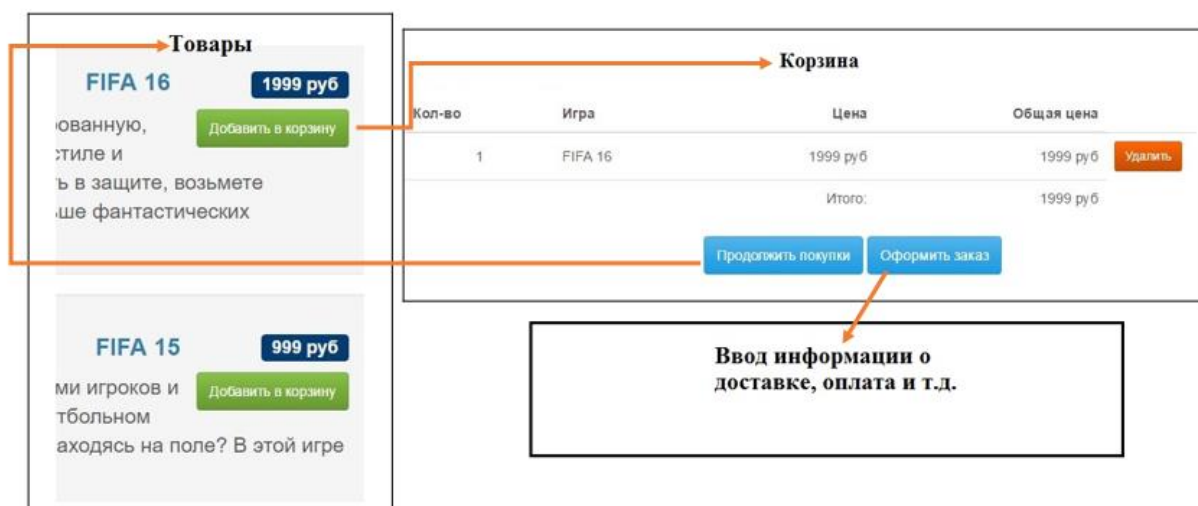 Товары
FIFA 16
1999 руб
Добавить в корзину
ованную,
стиле и
ь в защите, возьмете
ьше фантастических
FIFA 15
999 руб
Добавить в корзину
ми игроков и
тбольном
аходясь на поле? В этой игре
Корзина
Кол-во Игра Цена Общая цена
1 FIFA 16 1999 руб 1999 руб Удалить
Итого: 1999 руб
Продолжить покупки Оформить заказ
Ввод информации о
доставке, оплата и т.д.